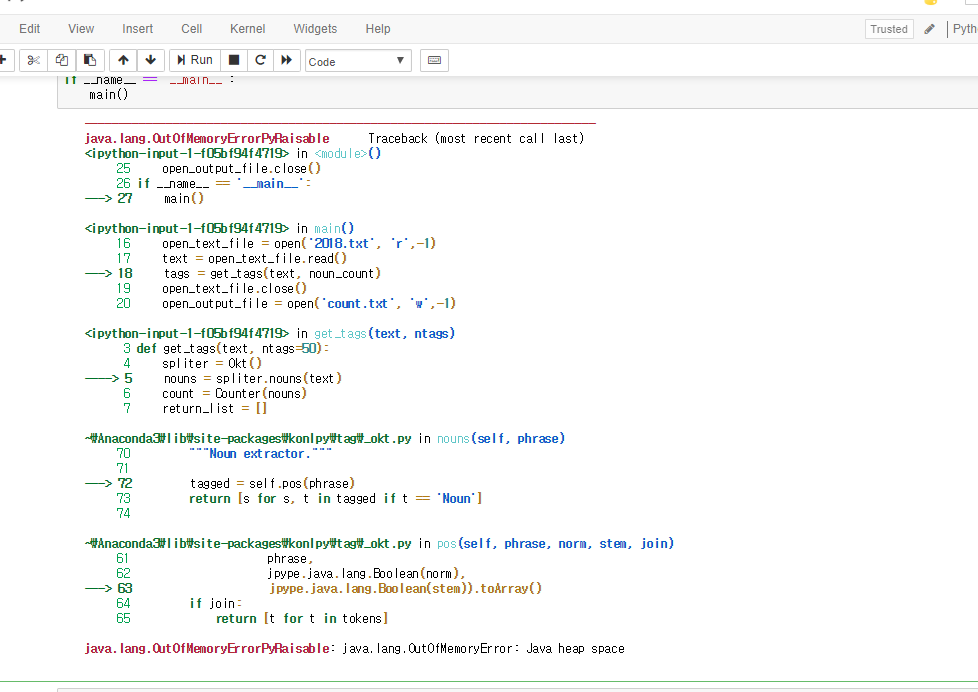 Edit View Insert Cell Kernel Widgets Help Trusted Pyth
Run Code
if __name__ == '__main__':
main()
java.lang.OutOfMemoryErrorPyRaisable Traceback (most recent call last)
<ipython-input-1-f05bf94f4719> in <module>()
25 open_output_file.close()
26 if __name__ == '__main__':
---> 27 main()
<ipython-input-1-f05bf94f4719> in main()
16 open_text_file = open('2018.txt', 'r',-1)
17 text = open_text_file.read()
---> 18 tags = get_tags(text, noun_count)
19 open_text_file.close()
20 open_output_file = open('count.txt', 'w',-1)
<ipython-input-1-f05bf94f4719> in get_tags(text, ntags)
3 def get_tags(text, ntags=50):
4 spliter = Okt()
----> 5 nouns = spliter.nouns(text)
6 count = Counter(nouns)
7 return_list = []
~₩Anaconda3₩lib₩site-packages₩konlpy₩tag₩_okt.py in nouns(self, phrase)
70 """Noun extractor."""
71
---> 72 tagged = self.pos(phrase)
73 return [s for s, t in tagged if t == 'Noun']
74
~₩Anaconda3₩lib₩site-packages₩konlpy₩tag₩_okt.py in pos(self, phrase, norm, stem, join)
61 phrase,
62 jpype.java.lang.Boolean(norm),
---> 63 jpype.java.lang.Boolean(stem)).toArray()
64 if join:
65 return [t for t in tokens]
java.lang.OutOfMemoryErrorPyRaisable: java.lang.OutOfMemoryError: Java heap space